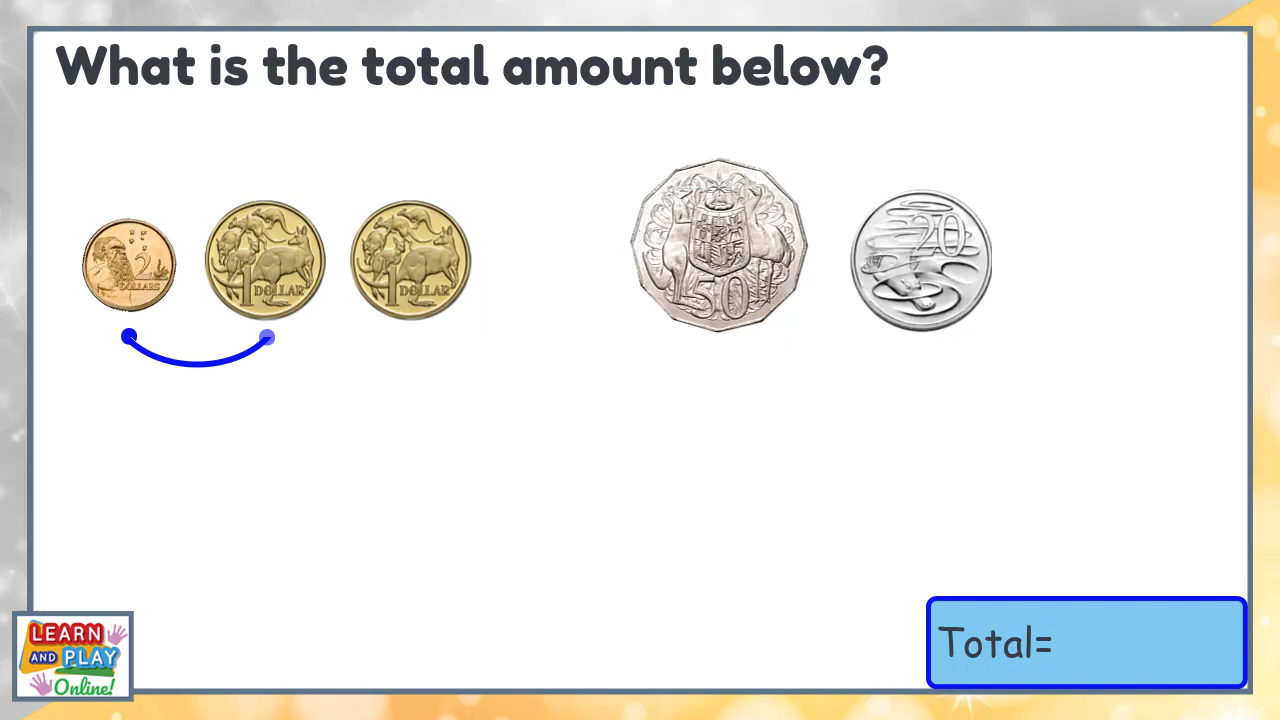 What is the total amount below?
2
DOLLARS
1
DOLLAR
1
DOLLAR
50
20
Total=
LEARN
AND PLAY
Online!